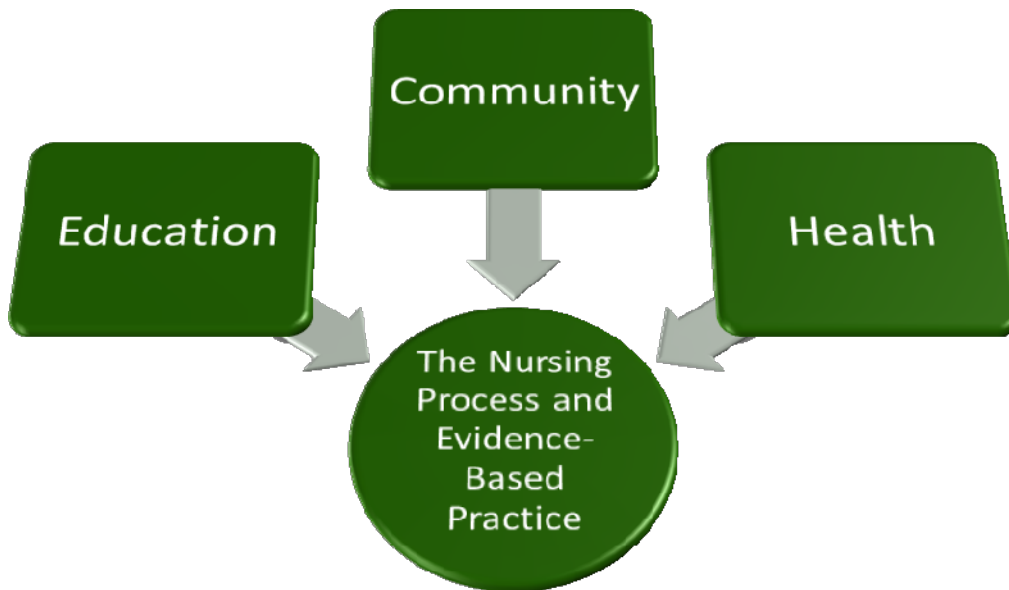 Community
Education
Health
The Nursing
Process and
Evidence-
Based
Practice